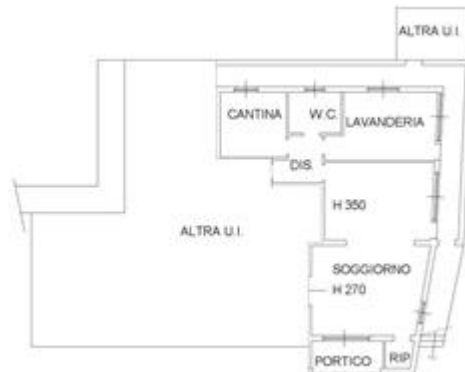 ALTRA U.I.
CANTINA
W.C.
LAVANDERIA
DIS.
H 350
ALTRA U.I.
SOGGIORNO
H 270
PORTICO
RIP